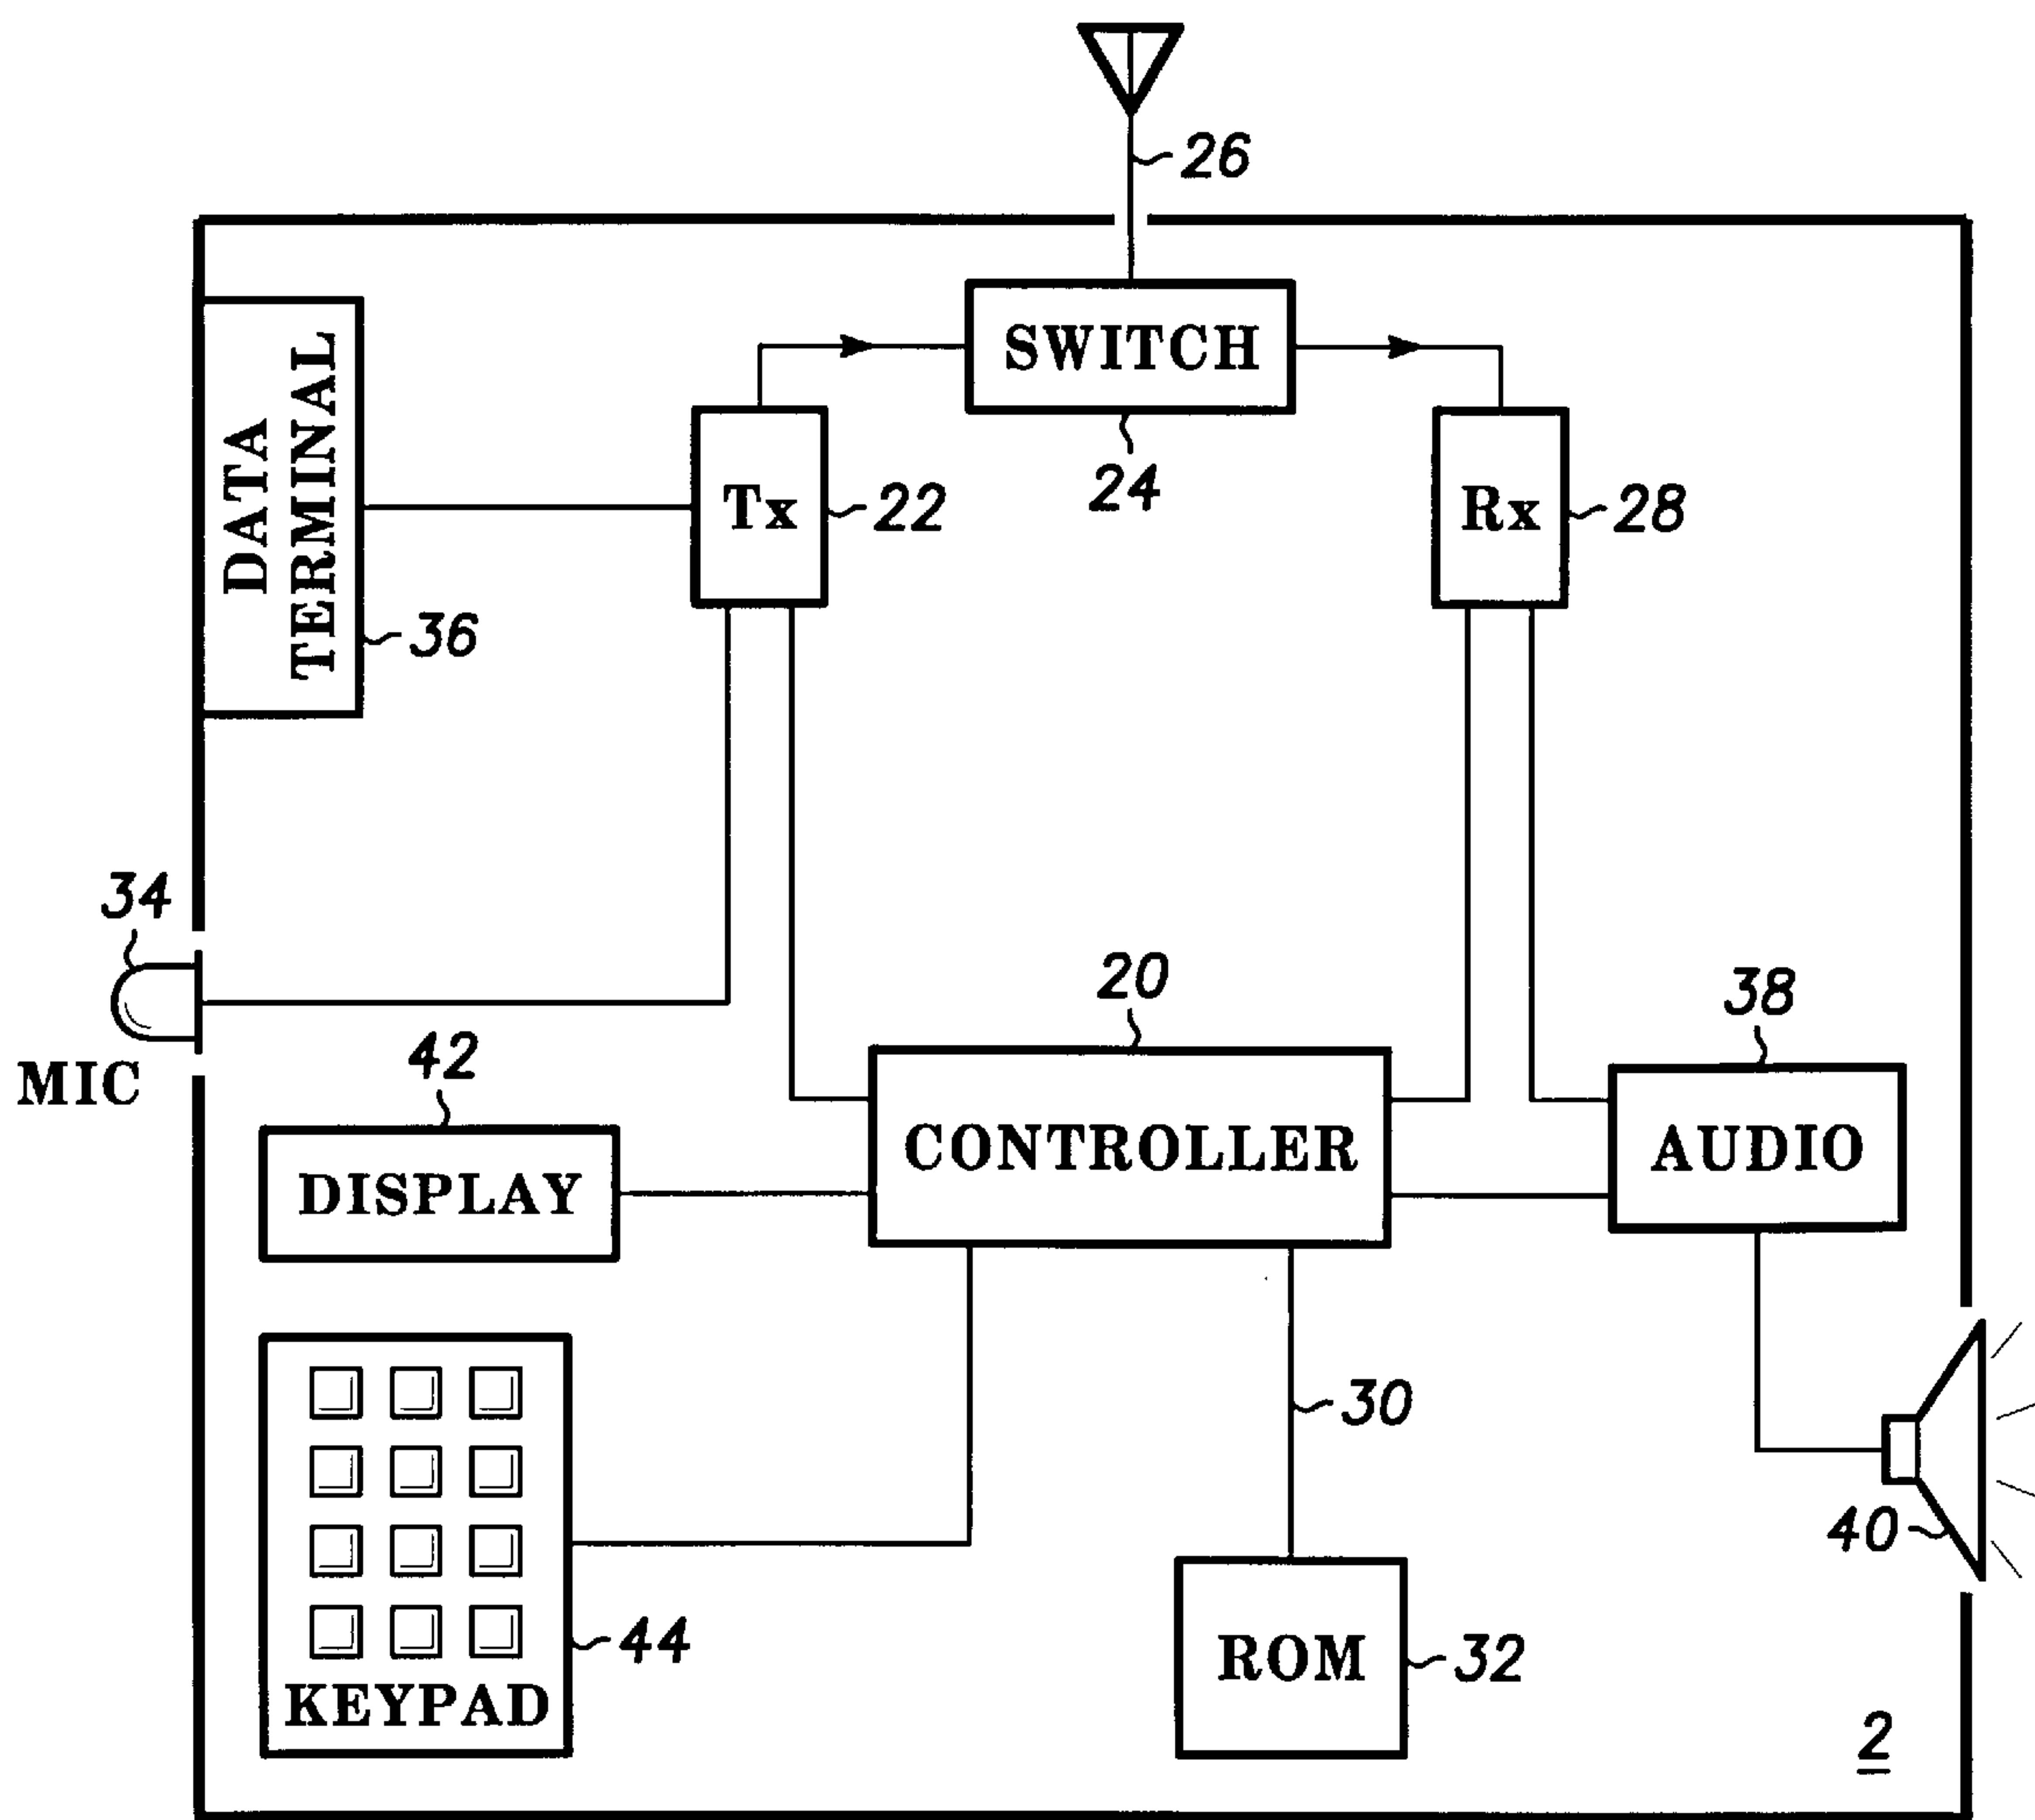 26
SWITCH
24
DATA
TERMINAL
36
Tx
22
Rx
28
34
MIC
20
CONTROLLER
38
AUDIO
42
DISPLAY
30
40
KEYPAD
44
ROM
32
2